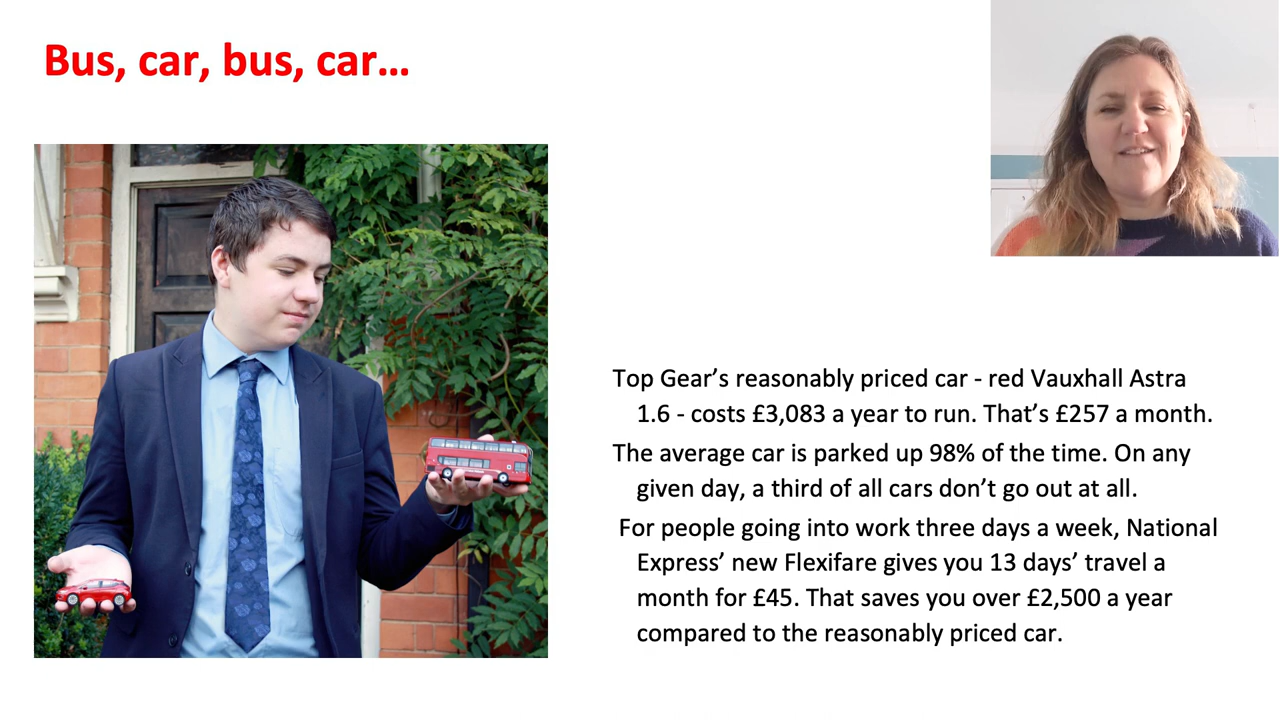 Bus, car, bus, car…
Top Gear’s reasonably priced car - red Vauxhall Astra
1.6 - costs £3,083 a year to run. That’s £257 a month.
The average car is parked up 98% of the time. On any
given day, a third of all cars don’t go out at all.
For people going into work three days a week, National
Express’ new Flexifare gives you 13 days’ travel a
month for £45. That saves you over £2,500 a year
compared to the reasonably priced car.